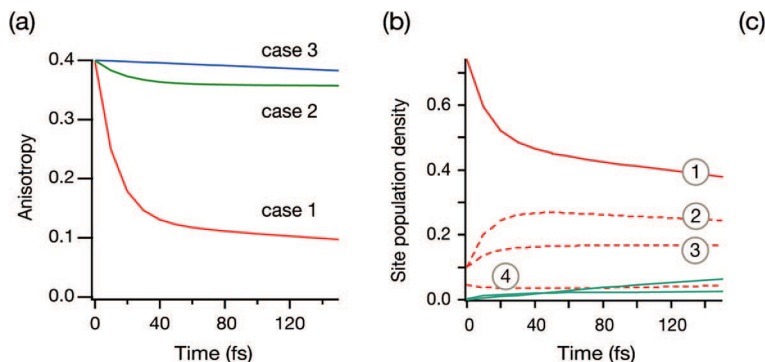 (a)
0.4
0.3
0.2
0.1
0.0
Anisotropy
case 3
case 2
case 1
0
40
80
120
Time (fs)
(b)
0.6
0.4
0.2
0.0
Site population density
1
2
3
4
0
40
80
120
Time (fs)
(c)